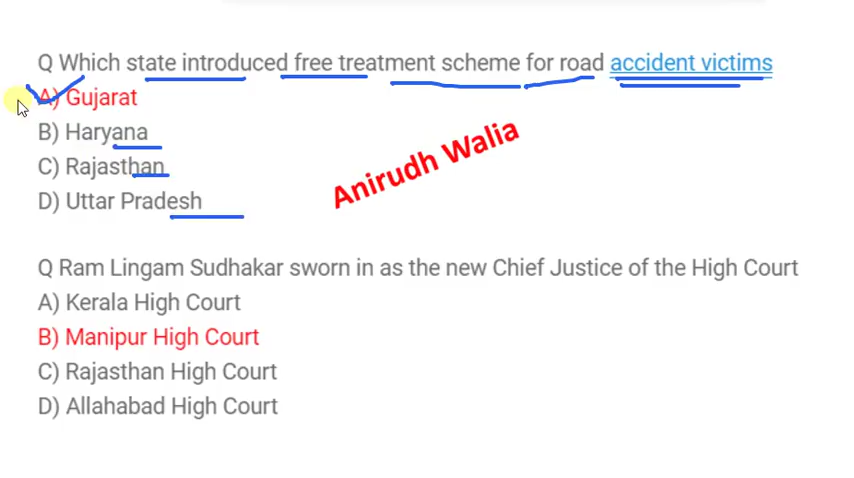 Q Which state introduced free treatment scheme for road accident victims
A) Gujarat
B) Haryana
C) Rajasthan
D) Uttar Pradesh
Anirudh Walia
Q Ram Lingam Sudhakar sworn in as the new Chief Justice of the High Court
A) Kerala High Court
B) Manipur High Court
C) Rajasthan High Court
D) Allahabad High Court